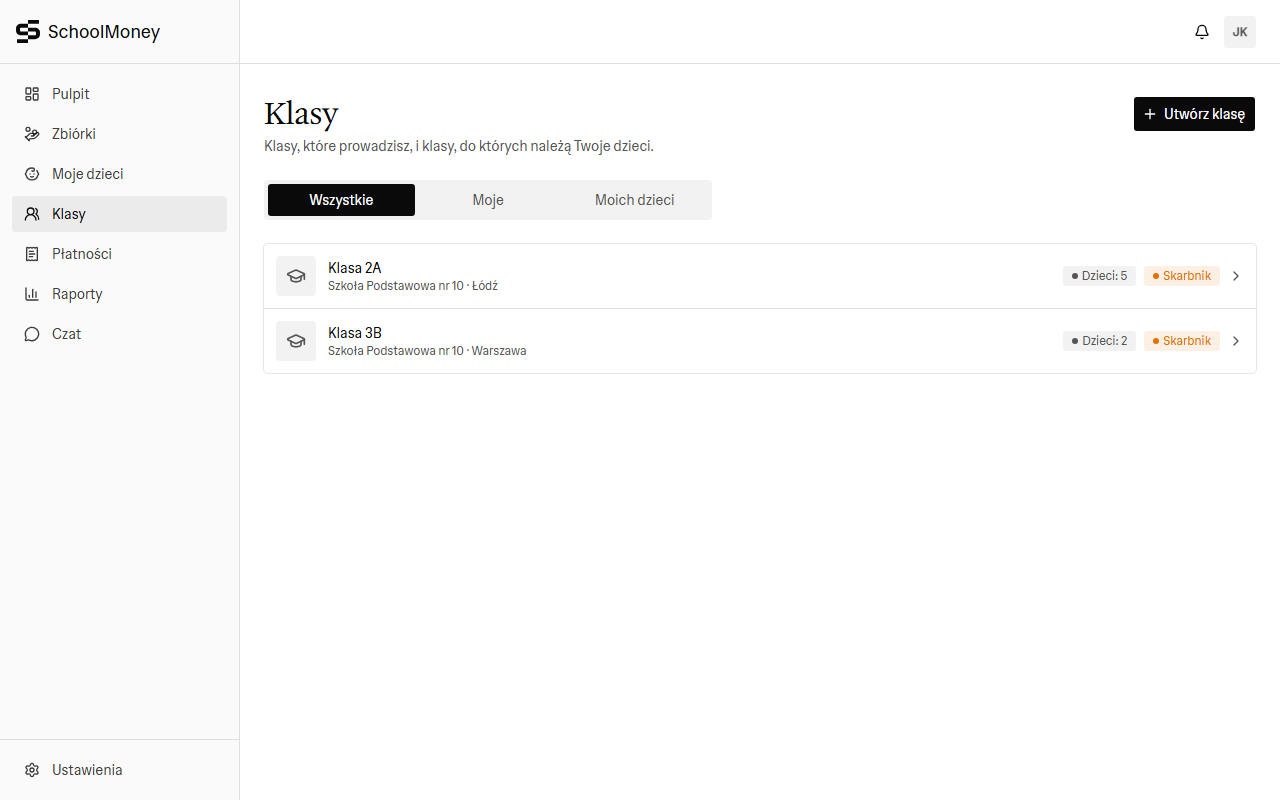 SchoolMoney
JK
Pulpit
Zbiórki
Moje dzieci
Klasy
Płatności
Raporty
Czat
Ustawienia
Klasy
Utwórz klasę
Klasy, które prowadzisz, i klasy, do których należą Twoje dzieci.
Wszystkie
Moje
Moich dzieci
Klasa 2A
Szkoła Podstawowa nr 10 · Łódź
Dzieci: 5
Skarbnik
Klasa 3B
Szkoła Podstawowa nr 10 · Warszawa
Dzieci: 2
Skarbnik